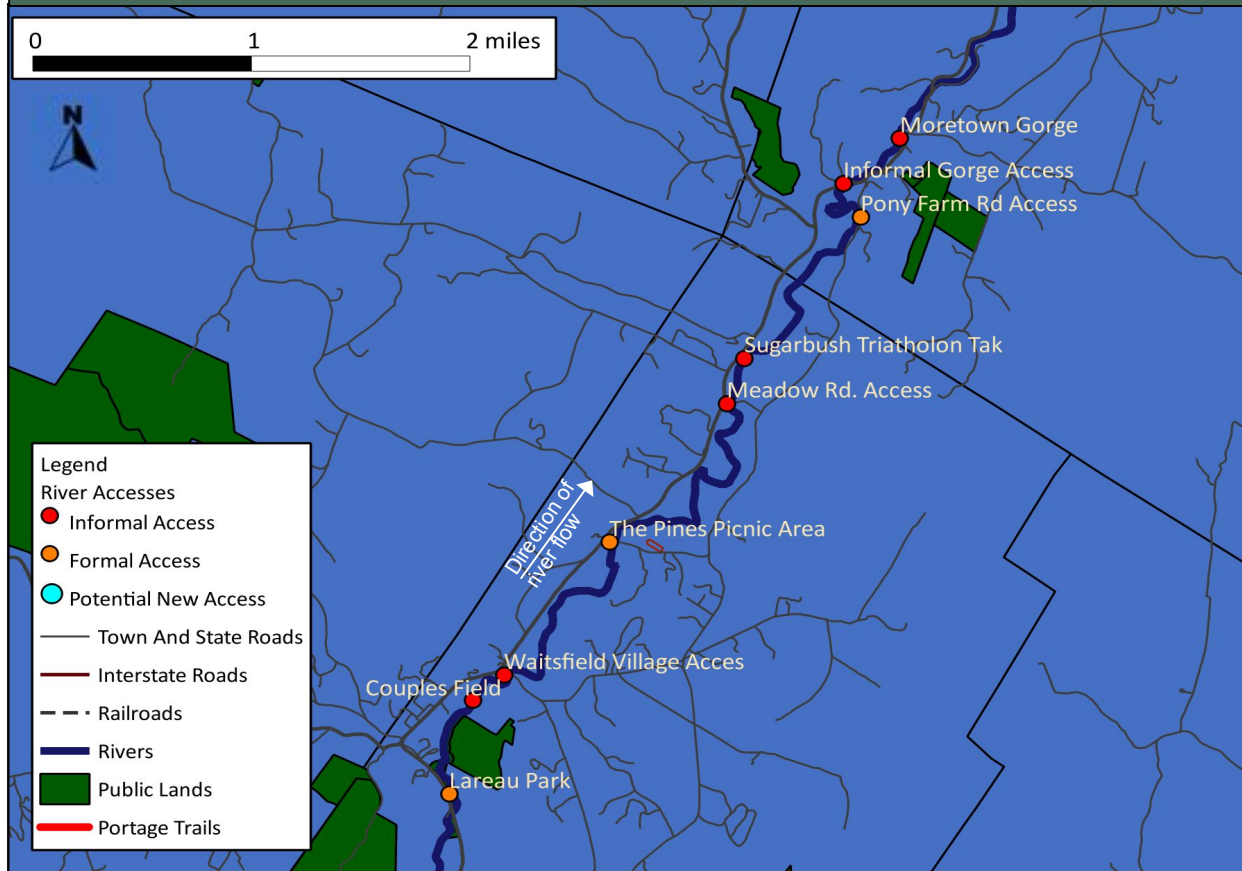 0 1 2 miles
N
Moretown Gorge
Informal Gorge Access
Pony Farm Rd Access
Sugarbush Triatholon Tak
Meadow Rd. Access
Direction of
river flow
The Pines Picnic Area
Waitsfield Village Acces
Couples Field
Lareau Park
Legend
River Accesses
Informal Access
Formal Access
Potential New Access
Town And State Roads
Interstate Roads
Railroads
Rivers
Public Lands
Portage Trails